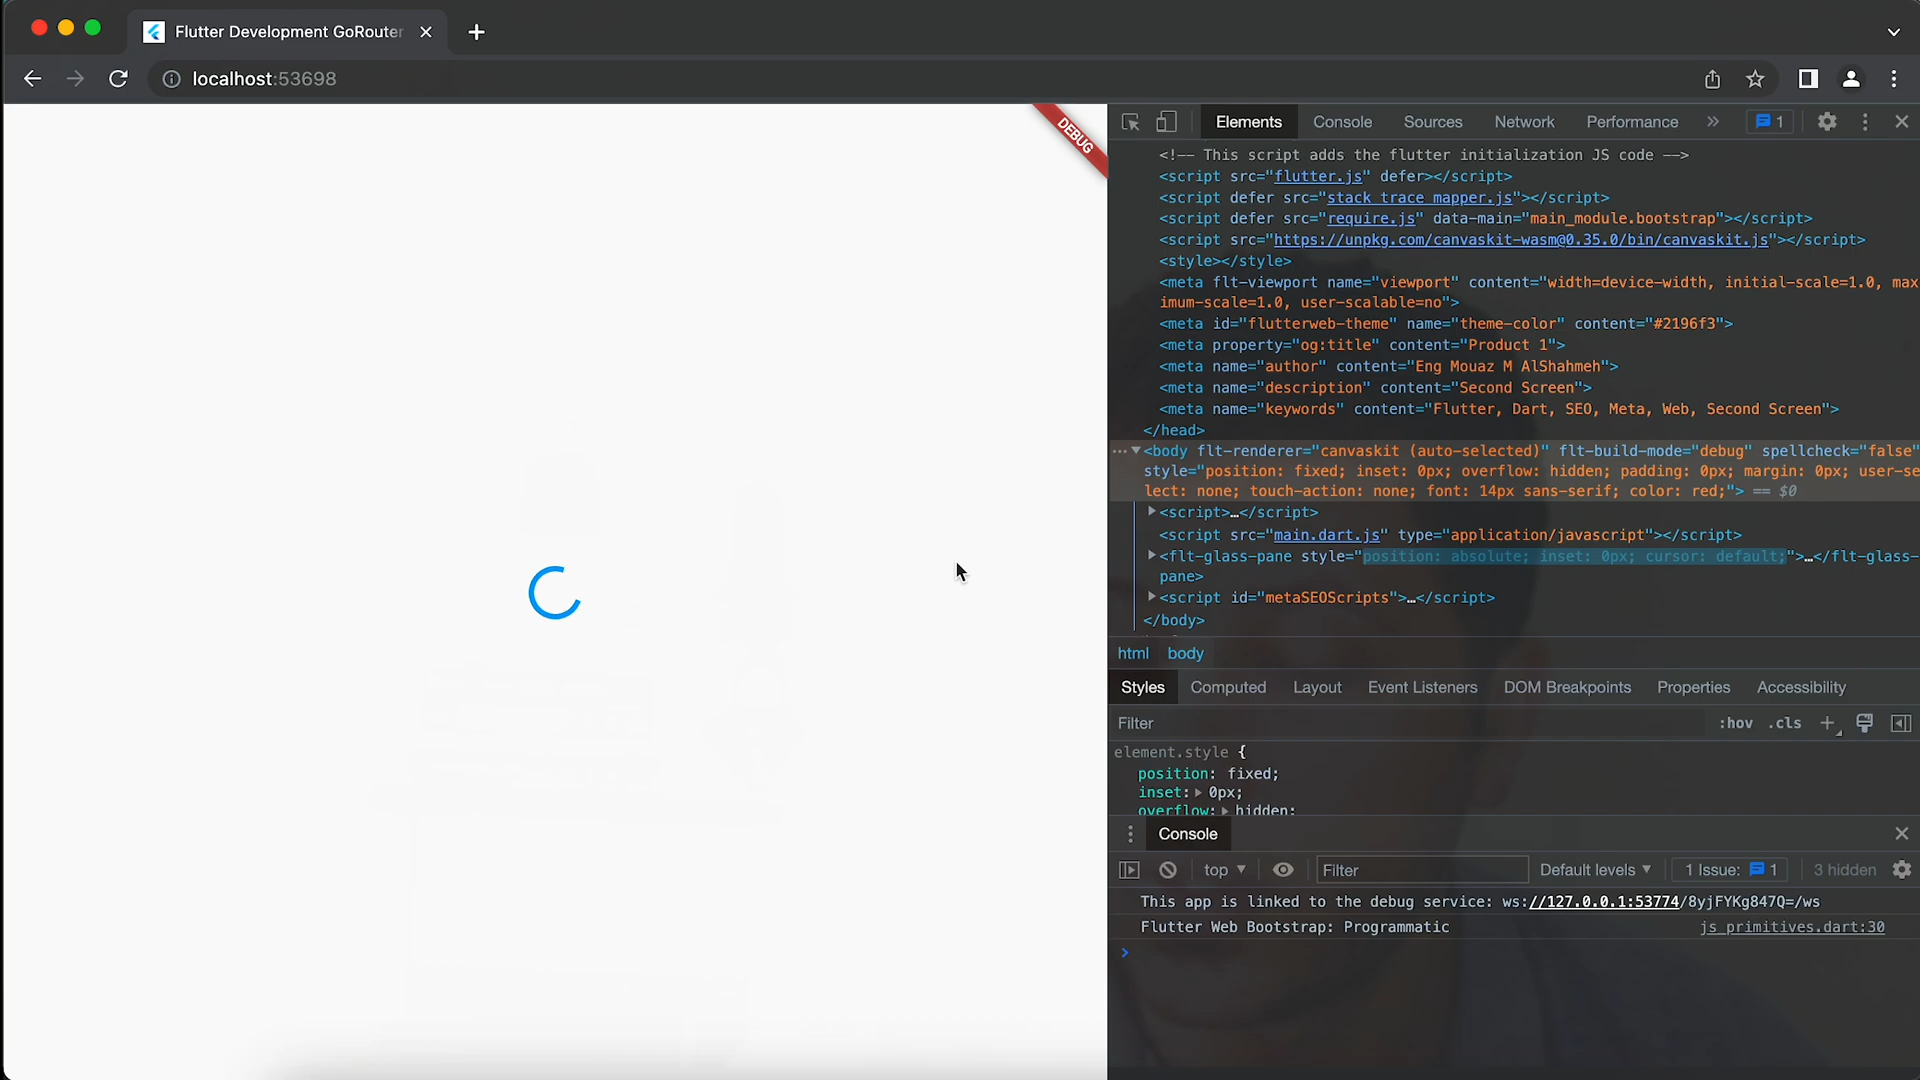 Flutter Development GoRouter
localhost:53698
DEBUG
Elements Console Sources Network Performance 1
<!-- This script adds the flutter initialization JS code -->
<script src="flutter.js" defer></script>
<script defer src="stack_trace_mapper.js"></script>
<script defer src="require.js" data-main="main_module.bootstrap"></script>
<script src="https://unpkg.com/canvaskit-wasm@0.35.0/bin/canvaskit.js"></script>
<style></style>
<meta flt-viewport name="viewport" content="width=device-width, initial-scale=1.0, max
imum-scale=1.0, user-scalable=no">
<meta id="flutterweb-theme" name="theme-color" content="#2196f3">
<meta property="og:title" content="Product 1">
<meta name="author" content="Eng Mouaz M AlShahmeh">
<meta name="description" content="Second Screen">
<meta name="keywords" content="Flutter, Dart, SEO, Meta, Web, Second Screen">
</head>
<body flt-renderer="canvaskit (auto-selected)" flt-build-mode="debug" spellcheck="false"
style="position: fixed; inset: 0px; overflow: hidden; padding: 0px; margin: 0px; user-se
lect: none; touch-action: none; font: 14px sans-serif; color: red;"> == $0
<script>…</script>
<script src="main.dart.js" type="application/javascript"></script>
<flt-glass-pane style="position: absolute; inset: 0px; cursor: default;">…</flt-glass-
pane>
<script id="metaSEOScripts">…</script>
</body>
html body
Styles Computed Layout Event Listeners DOM Breakpoints Properties Accessibility
Filter :hov .cls
element.style {
position: fixed;
inset: 0px;
overflow: hidden;
Console
top Filter Default levels 1 Issue: 1 3 hidden
This app is linked to the debug service: ws://127.0.0.1:53774/8yjFYKg847Q=/ws
Flutter Web Bootstrap: Programmatic js_primitives.dart:30